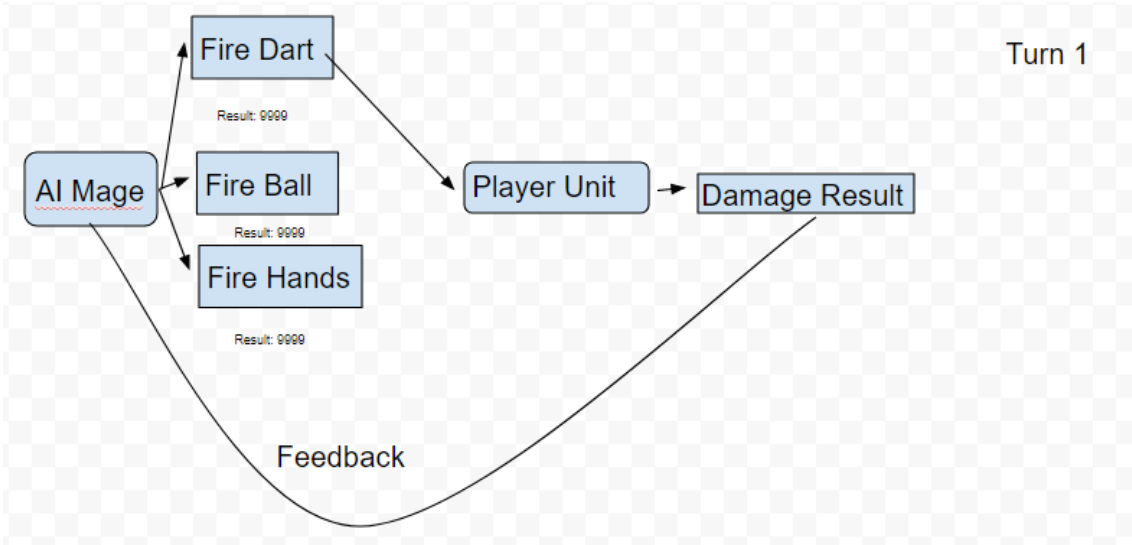 Fire Dart
Turn 1
Result: 9999
AI Mage
Fire Ball
Player Unit
Damage Result
Result: 9999
Fire Hands
Result: 9999
Feedback